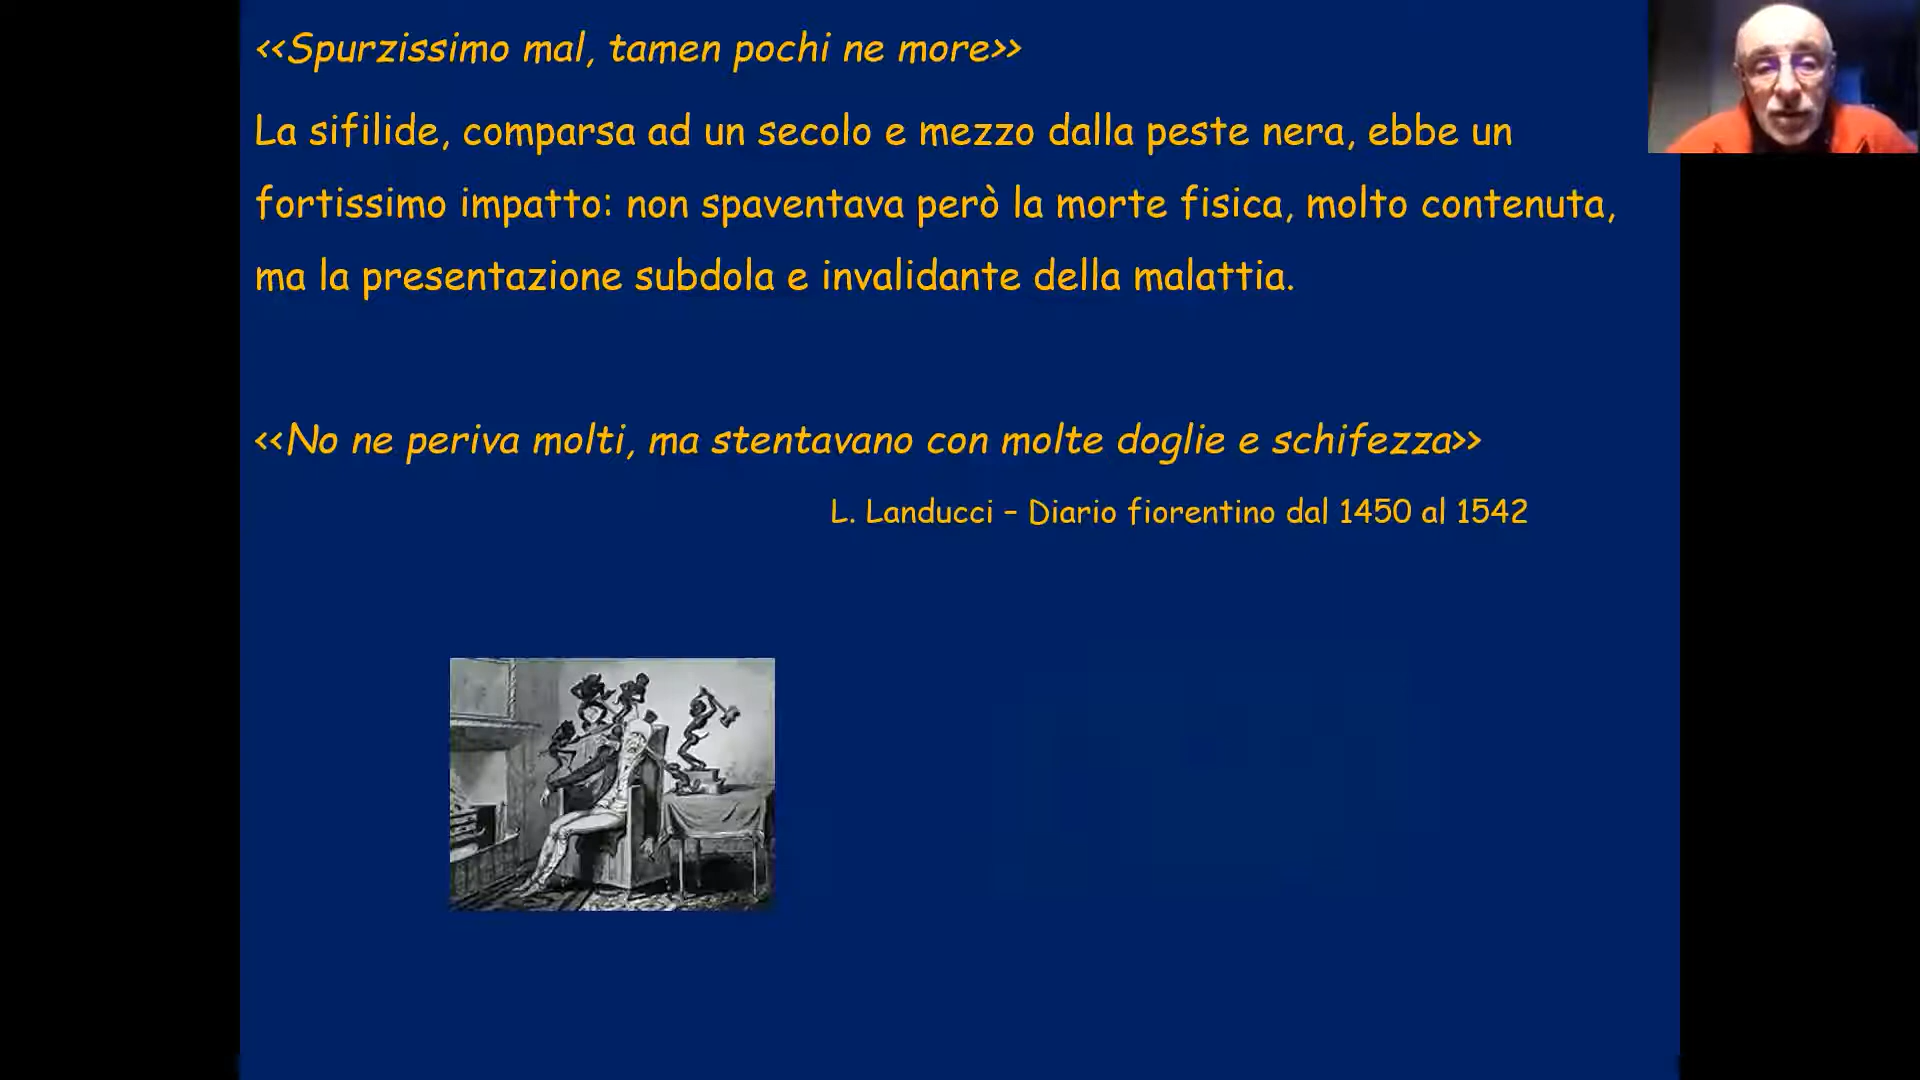 <<Spurzissimo mal, tamen pochi ne more>>
La sifilide, comparsa ad un secolo e mezzo dalla peste nera, ebbe un
fortissimo impatto: non spaventava però la morte fisica, molto contenuta,
ma la presentazione subdola e invalidante della malattia.
<<No ne periva molti, ma stentavano con molte doglie e schifezza>>
L. Landucci – Diario fiorentino dal 1450 al 1542